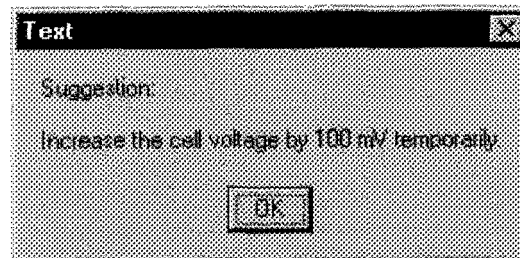 Text
Suggestion:
Increase the cell voltage by 100 mV temporarily
OK